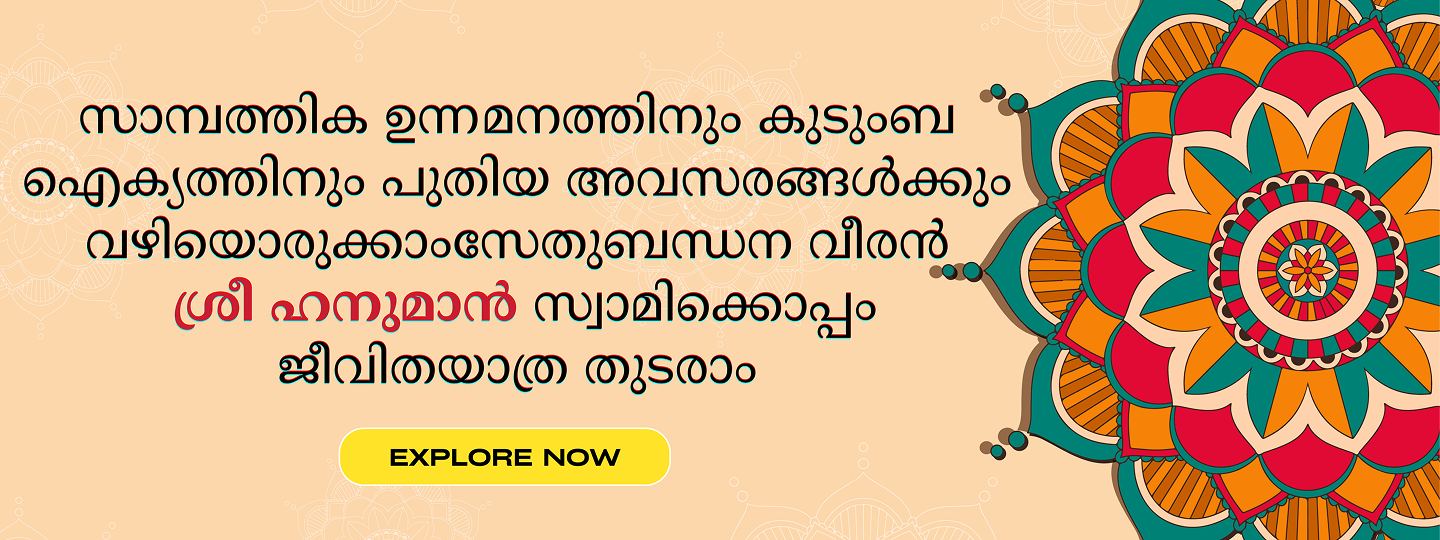 സാമ്പത്തിക ഉന്നമനത്തിനും കുടുംബ
ഐക്യത്തിനും പുതിയ അവസരങ്ങൾക്കും
വഴിയൊരുക്കാംസേതുബന്ധന വീരൻ
ശ്രീ ഹനുമാൻ സ്വാമിക്കൊപ്പം
ജീവിതയാത്ര തുടരാം
EXPLORE NOW